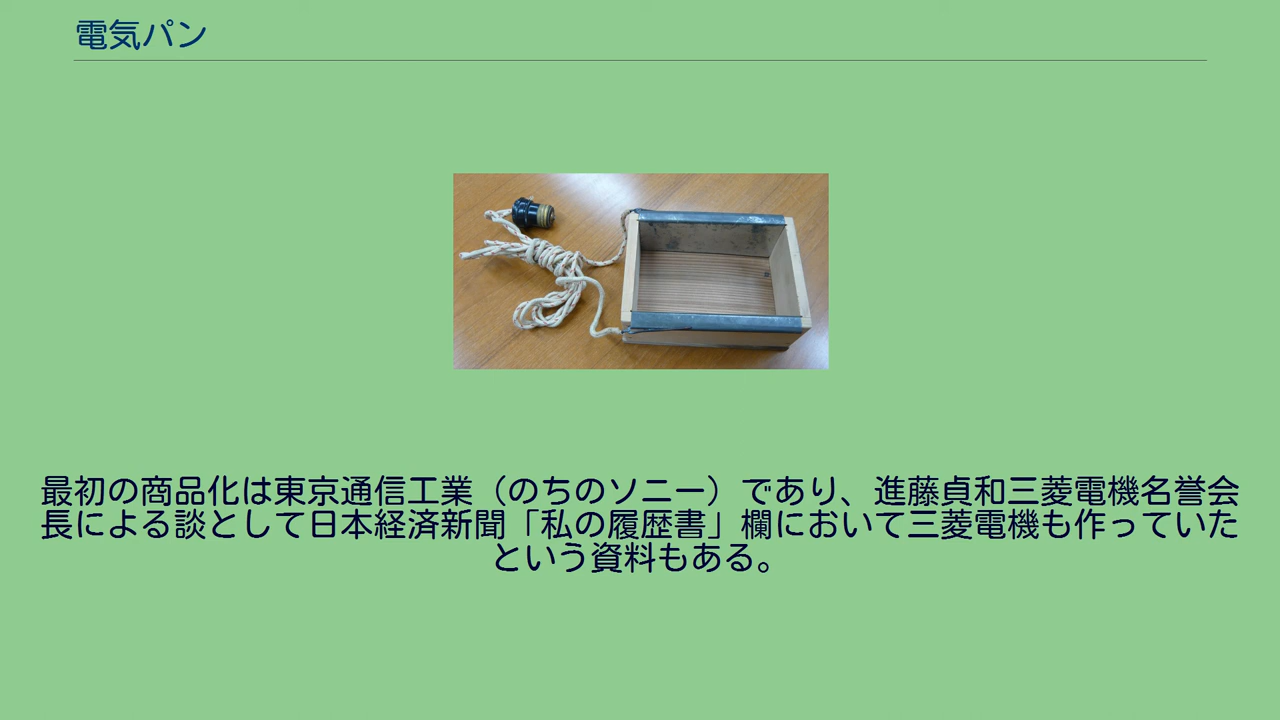 電気パン
最初の商品化は東京通信工業（のちのソニー）であり、進藤貞和三菱電機名誉会
長による談として日本経済新聞「私の履歴書」欄において三菱電機も作っていた
という資料もある。